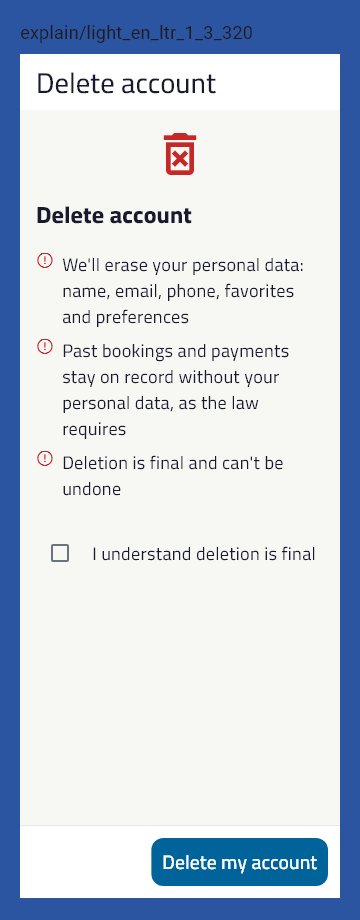 explain/light_en_ltr_1_3_320
Delete account
Delete account
We'll erase your personal data:
name, email, phone, favorites
and preferences
Past bookings and payments
stay on record without your
personal data, as the law
requires
Deletion is final and can't be
undone
I understand deletion is final
Delete my account